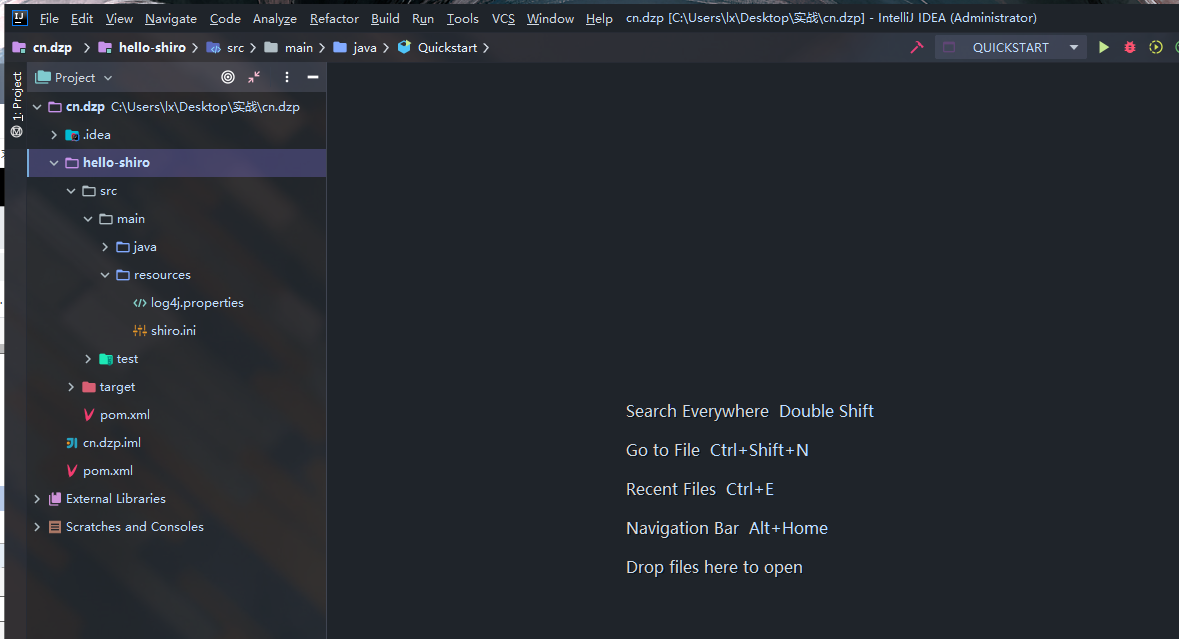 IJ File Edit View Navigate Code Analyze Refactor Build Run Tools VCS Window Help cn.dzp [C:\Users\lx\Desktop\实战\cn.dzp] - IntelliJ IDEA (Administrator)
cn.dzp hello-shiro src main java Quickstart QUICKSTART
1: Project
Project
cn.dzp C:\Users\lx\Desktop\实战\cn.dzp
.idea
hello-shiro
src
main
java
resources
log4j.properties
shiro.ini
test
target
pom.xml
cn.dzp.iml
pom.xml
External Libraries
Scratches and Consoles
Search Everywhere Double Shift
Go to File Ctrl+Shift+N
Recent Files Ctrl+E
Navigation Bar Alt+Home
Drop files here to open